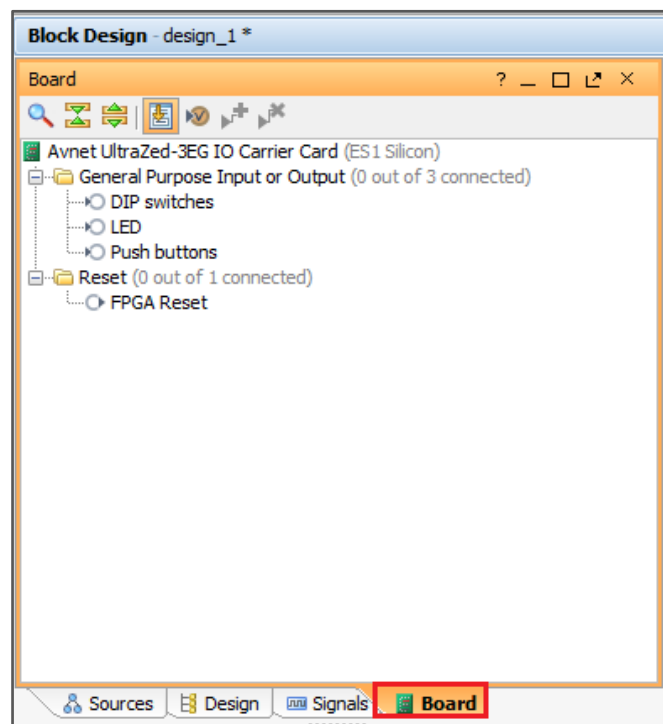 Block Design - design_1 *
Board ? _ □ ×
Avnet UltraZed-3EG IO Carrier Card (ES1 Silicon)
General Purpose Input or Output (0 out of 3 connected)
DIP switches
LED
Push buttons
Reset (0 out of 1 connected)
FPGA Reset
Sources Design Signals Board